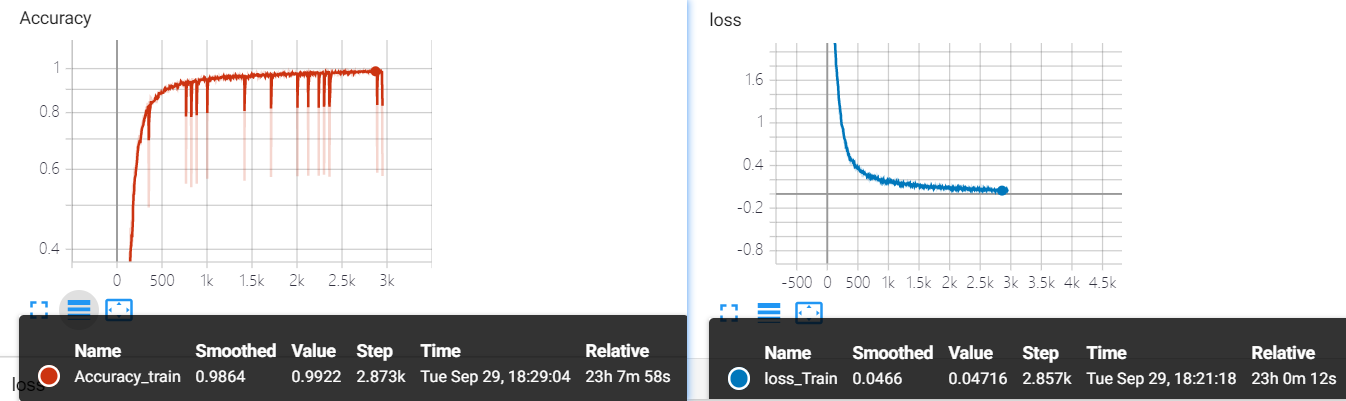 Accuracy
1
0.8
0.6
0.4
0 500 1k 1.5k 2k 2.5k 3k
Name Smoothed Value Step Time Relative
Accuracy_train 0.9864 0.9922 2.873k Tue Sep 29, 18:29:04 23h 7m 58s
loss
loss
1.6
1
0.4
-0.2
-0.8
-500 0 500 1k 1.5k 2k 2.5k 3k 3.5k 4k 4.5k
Name Smoothed Value Step Time Relative
loss_Train 0.0466 0.04716 2.857k Tue Sep 29, 18:21:18 23h 0m 12s